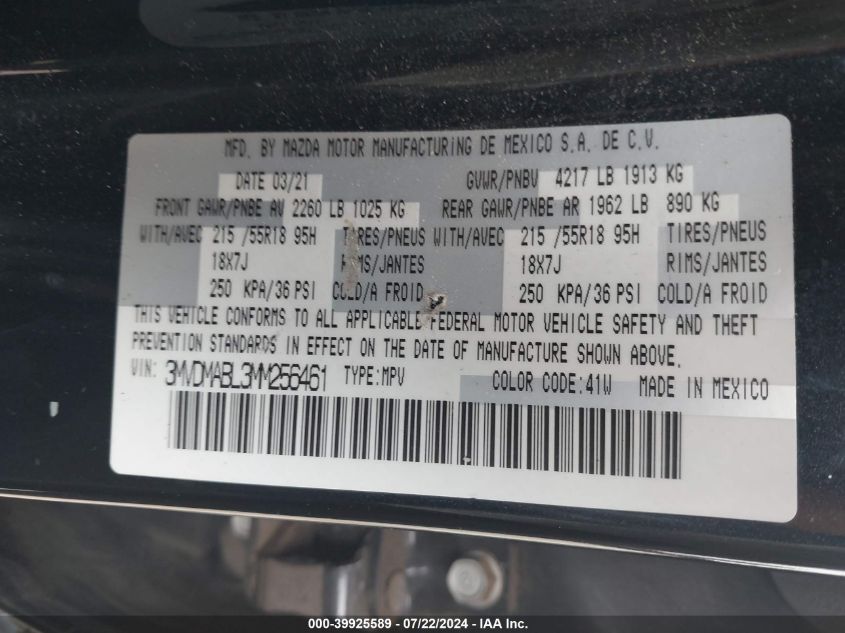 MFD. BY MAZDA MOTOR MANUFACTURING DE MEXICO S.A. DE C.V.
DATE 03/21 GVWR/PNBV 4217 LB 1913 KG
FRONT GAWR/PNBE AV 2260 LB 1025 KG REAR GAWR/PNBE AR 1962 LB 890 KG
WITH/AVEC 215 /55R18 95H TIRES/PNEUS WITH/AVEC 215 /55R18 95H TIRES/PNEUS
18X7J RIMS/JANTES 18X7J RIMS/JANTES
250 KPA/36 PSI COLD/A FROID 250 KPA/36 PSI COLD/A FROID
THIS VEHICLE CONFORMS TO ALL APPLICABLE FEDERAL MOTOR VEHICLE SAFETY AND THEFT
PREVENTION STANDARDS IN EFFECT ON THE DATE OF MANUFACTURE SHOWN ABOVE.
VIN: 3MVDMABL3MM256461 TYPE:MPV COLOR CODE:41W MADE IN MEXICO
000-39925589 - 07/22/2024 - IAAI Inc.